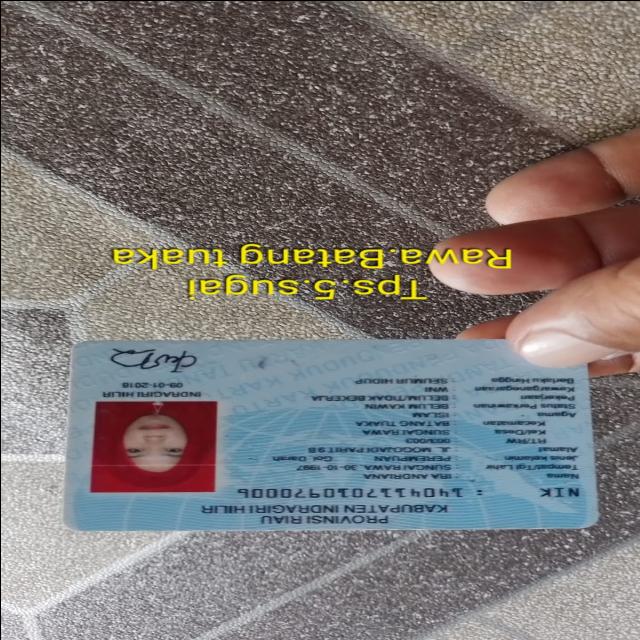 PROVINSI RIAU
KABUPATEN INDRAGIRI HILIR
NIK : 1404117010970006
Nama : IRA ANDRIANA
Tempat/Tgl Lahir : SUNGAI RAWA, 30-10-1997
Jenis kelamin : PEREMPUAN Gol. Darah
Alamat : JL. MOGOJADI PARIT 9 B
RT/RW : 003/003
Kel/Desa : SUNGAI RAWA
Kecamatan : BATANG TUAKA
Agama : ISLAM
Status Perkawinan : BELUM KAWIN
Pekerjaan : BELUM/TIDAK BEKERJA
Kewarganegaraan : WNI
Berlaku Hingga : SEUMUR HIDUP
INDRAGIRI HILIR
09-01-2018
Tps.5.sugai
Rawa.Batang tuaka